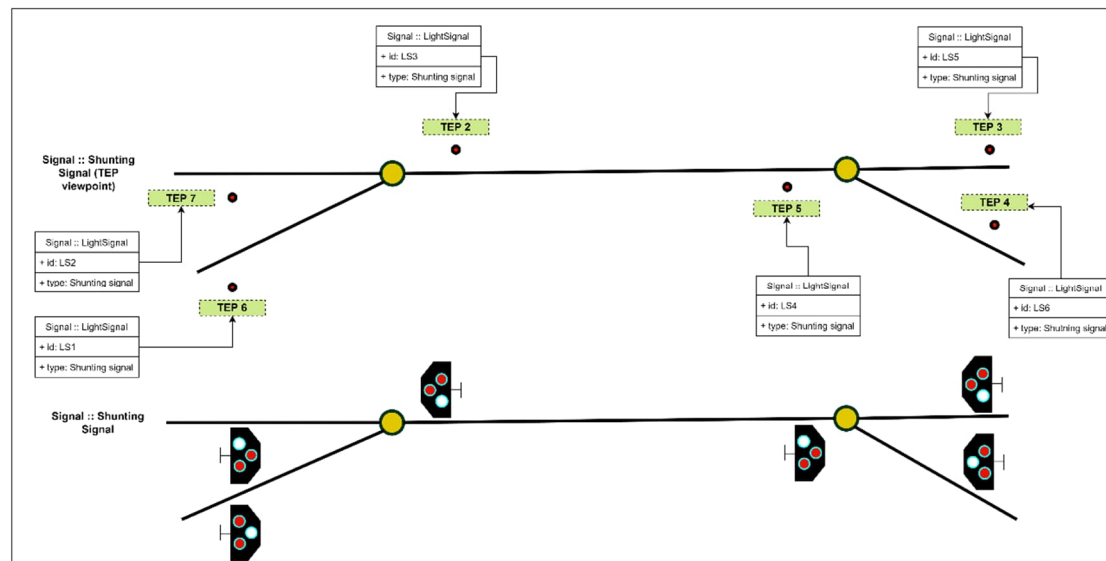 Signal :: LightSignal
+ id: LS3
+ type: Shunting signal
Signal :: LightSignal
+ id: LS5
+ type: Shunting signal
TEP 2
TEP 3
Signal :: Shunting
Signal (TEP
viewpoint)
TEP 7
TEP 5
TEP 4
Signal :: LightSignal
+ id: LS2
+ type: Shunting signal
Signal :: LightSignal
+ id: LS4
+ type: Shunting signal
Signal :: LightSignal
+ id: LS6
+ type: Shutning signal
TEP 6
Signal :: LightSignal
+ id: LS1
+ type: Shunting signal
Signal :: Shunting
Signal